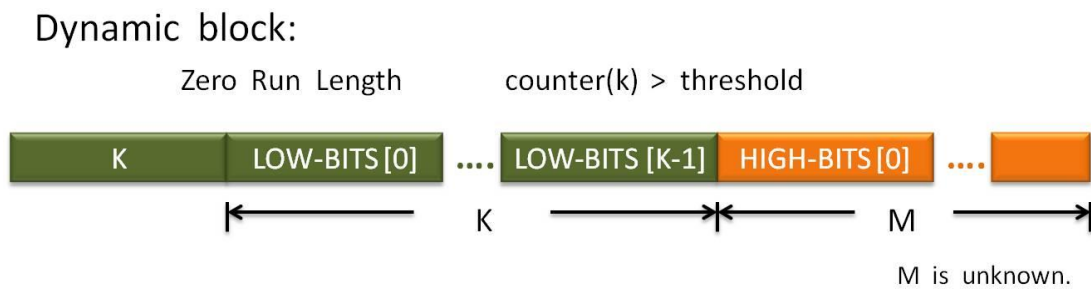 Dynamic block:
Zero Run Length counter(k) > threshold
K LOW-BITS[0] .... LOW-BITS[K-1] HIGH-BITS[0] ....
K M
M is unknown.